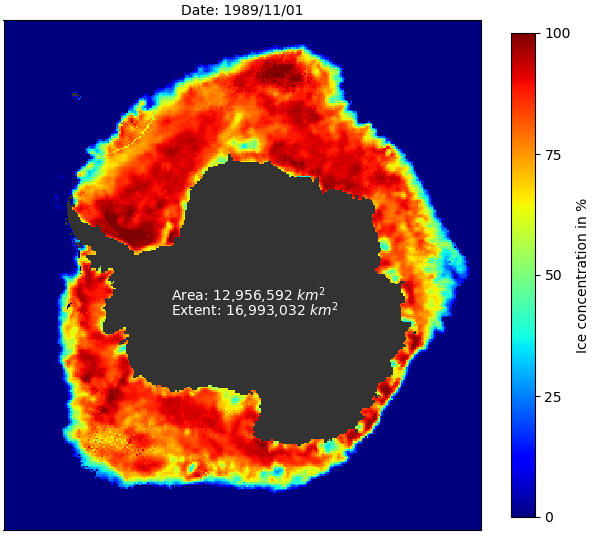 Date: 1989/11/01
100
75
50
25
0
Ice concentration in %
Area: 12,956,592 km²
Extent: 16,993,032 km²